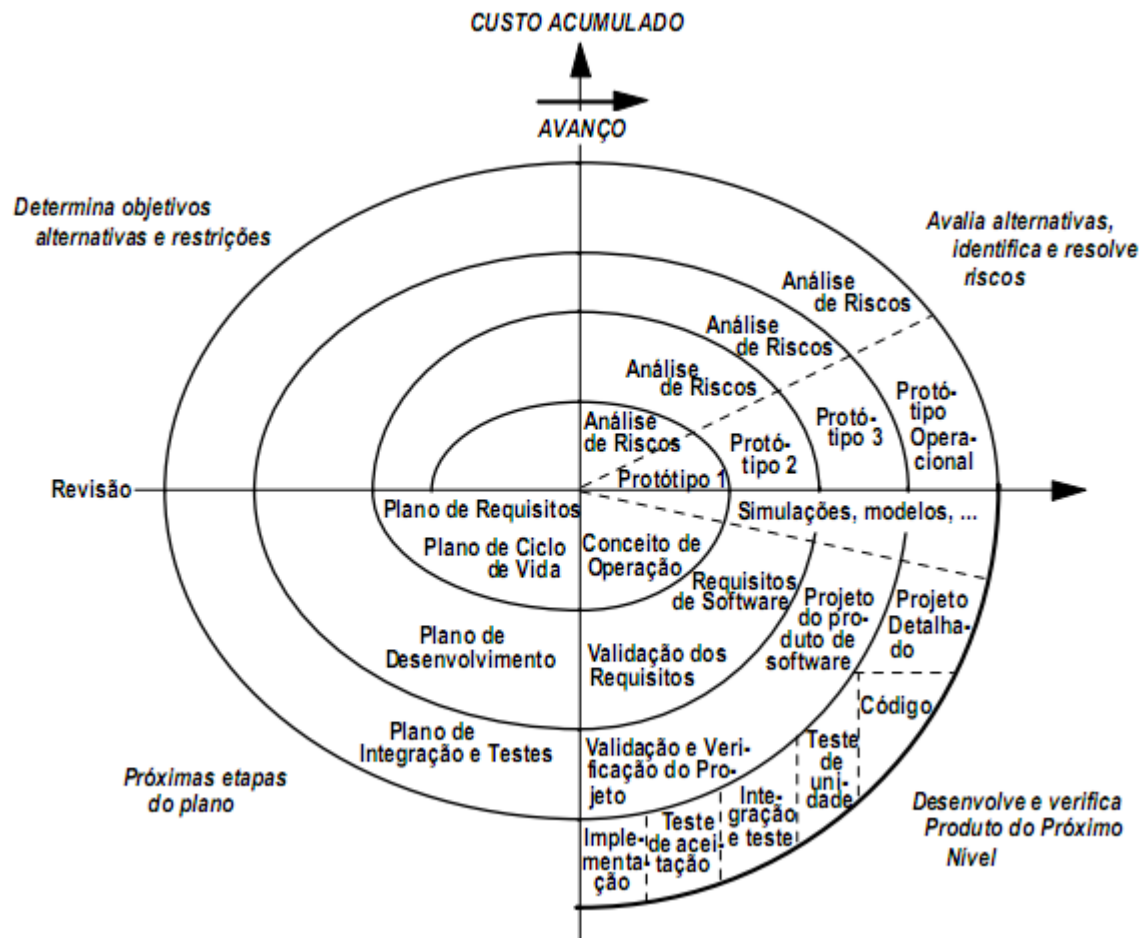 CUSTO ACUMULADO
AVANÇO
Determina objetivos
alternativas e restrições
Avalia alternativas,
identifica e resolve
riscos
Análise
de Riscos
Análise
de Riscos
Análise
de Riscos
Análise
de Riscos
Protótipo 1
Protó-
tipo 2
Protó-
tipo 3
Protó-
tipo
Opera-
cional
Revisão
Plano de Requisitos
Simulações, modelos, ...
Plano de Ciclo
de Vida
Conceito de
Operação
Requisitos
de Software
Projeto
do pro-
duto de
software
Projeto
Detalha-
do
Plano de
Desenvolvimento
Validação dos
Requisitos
Código
Plano de
Integração e Testes
Validação e Veri-
ficação do Pro-
jeto
Teste
de
uni-
dade
Inte-
gração
e teste
Teste
de acei-
tação
Imple-
menta-
ção
Próximas etapas
do plano
Desenvolve e verifica
Produto do Próximo
Nivel